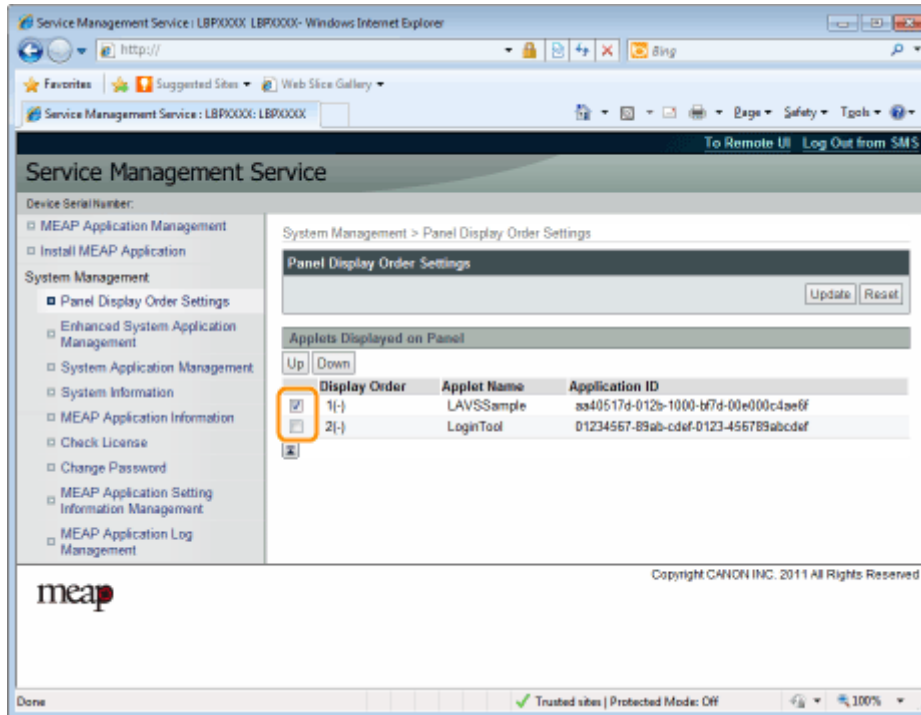 Service Management Service : LBPXXXX: LBPXXXX- Windows Internet Explorer
http://
Bing
Favorites Suggested Sites Web Slice Gallery
Service Management Service : LBPXXXX: LBPXXXX
Page Safety Tools
To Remote UI Log Out from SMS
Service Management Service
Device Serial Number:
MEAP Application Management
Install MEAP Application
System Management
Panel Display Order Settings
Enhanced System Application
Management
System Application Management
System Information
MEAP Application Information
Check License
Change Password
MEAP Application Setting
Information Management
MEAP Application Log
Management
System Management > Panel Display Order Settings
Panel Display Order Settings
Update Reset
Applets Displayed on Panel
Up Down
Display Order Applet Name Application ID
1(-) LAVSSample aa40517d-012b-1000-bf7d-00e000c4ae6f
2(-) LoginTool 01234567-89ab-cdef-0123-456789abcdef
Copyright CANON INC. 2011 All Rights Reserved
meap
Done Trusted sites | Protected Mode: Off 100%